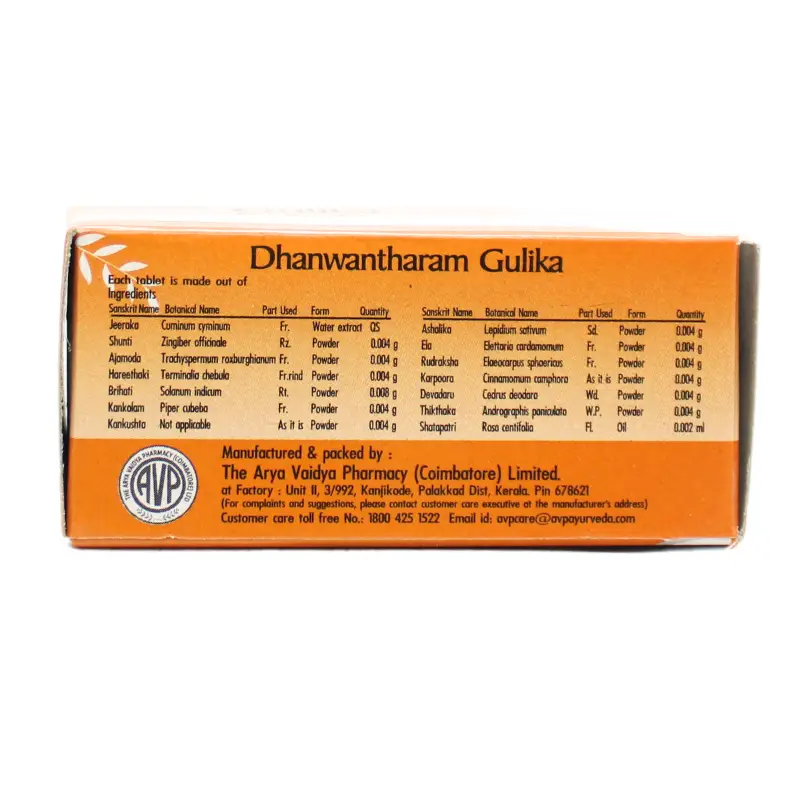 Dhanwantharam Gulika
Each tablet is made out of
Ingredients
Sanskrit Name Botanical Name Part Used Form Quantity
Jeeraka Cuminum cyminum Fr. Water extract QS
Shunti Zingiber officinale Rz. Powder 0.004 g
Ajamoda Trachyspermum roxburghianum Fr. Powder 0.004 g
Hareethaki Terminalia chebula Fr.rind Powder 0.004 g
Brihati Solanum indicum Rt. Powder 0.008 g
Kankalam Piper cubeba Fr. Powder 0.004 g
Kankushta Not applicable As it is Powder 0.004 g
Sanskrit Name Botanical Name Part Used Form Quantity
Ashalika Lepidium sativum Sd. Powder 0.004 g
Ela Elettaria cardamomum Fr. Powder 0.004 g
Rudraksha Elaeocarpus sphaericus Fr. Powder 0.004 g
Karpoora Cinnamomum camphora As it is Powder 0.004 g
Devadaru Cedrus deodara Wd. Powder 0.004 g
Thikthaka Andrographis paniculata W.P. Powder 0.004 g
Shatapatri Rosa centifolia Fl. Oil 0.002 ml
THE ARYA VAIDYA PHARMACY (COIMBATORE) LTD
AVP
Manufactured & packed by :
The Arya Vaidya Pharmacy (Coimbatore) Limited.
at Factory : Unit II, 3/992, Kanjikode, Palakkad Dist, Kerala. Pin 678621
(For complaints and suggestions, please contact customer care executive at the manufacturer's address)
Customer care toll free No.: 1800 425 1522 Email id: avpcare@avpayurveda.com